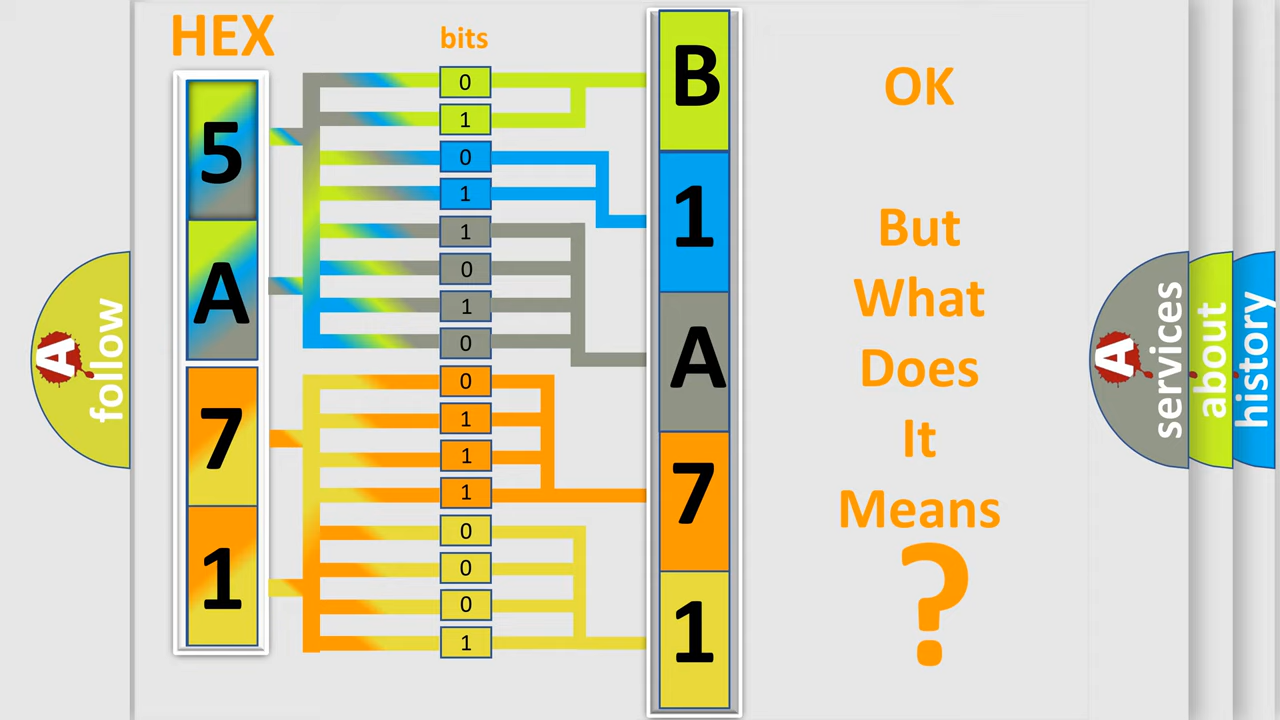 HEX
bits
5
A
7
1
0
1
0
1
1
0
1
0
0
1
1
1
0
0
0
1
B
1
A
7
1
OK
But
What
Does
It
Means
?
A
follow
A
services
about
history